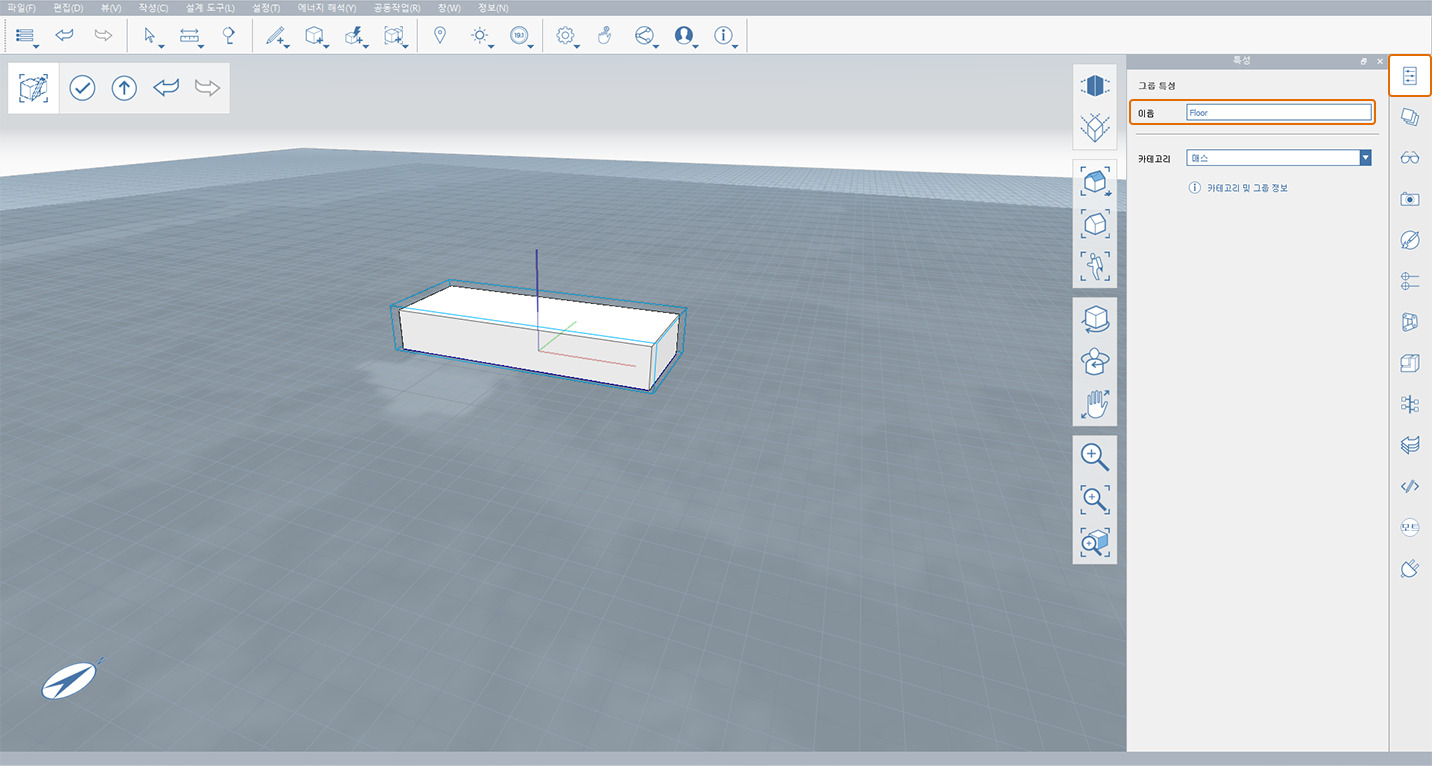 파일(F) 편집(D) 뷰(V) 작성(C) 설계 도구(L) 설정(T) 에너지 해석(Y) 공동작업(R) 창(W) 정보(N)
19.1
특성
그룹 특성
이름 Floor
카테고리 매스
카테고리 및 그룹 정보
모드